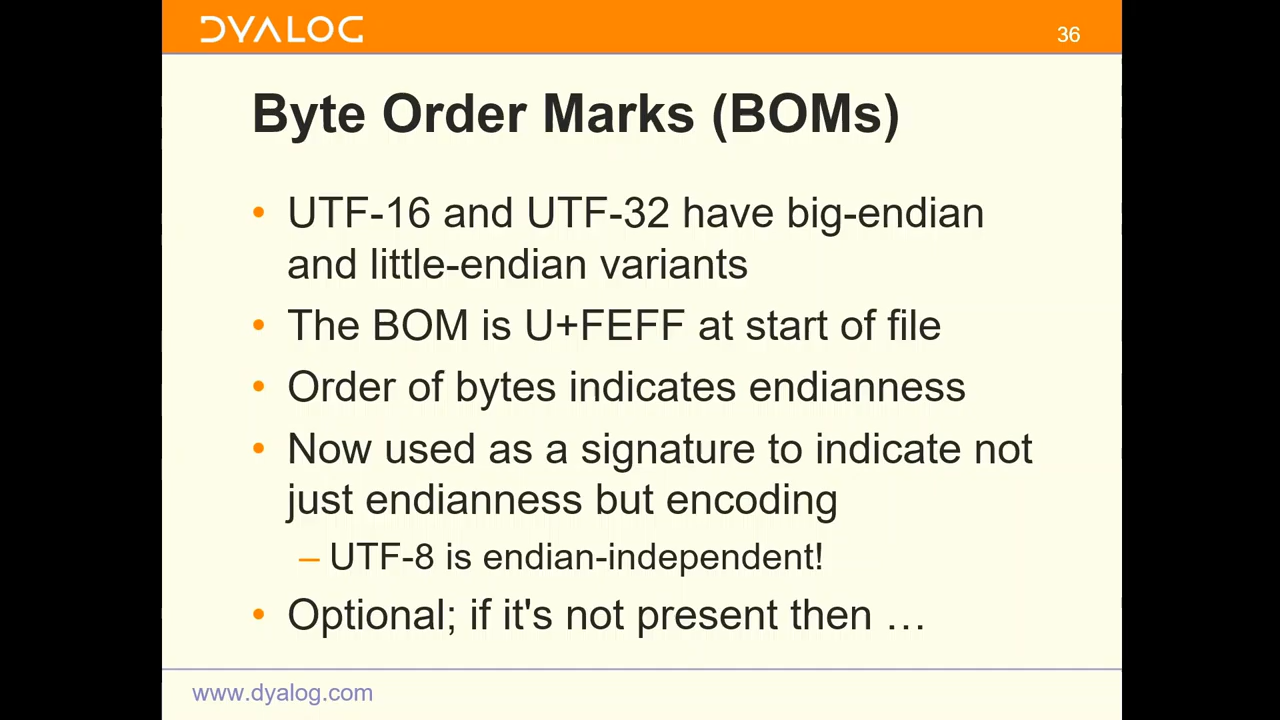 DYALOG
36
Byte Order Marks (BOMs)
• UTF-16 and UTF-32 have big-endian
and little-endian variants
• The BOM is U+FEFF at start of file
• Order of bytes indicates endianness
• Now used as a signature to indicate not
just endianness but encoding
– UTF-8 is endian-independent!
• Optional; if it's not present then …
www.dyalog.com